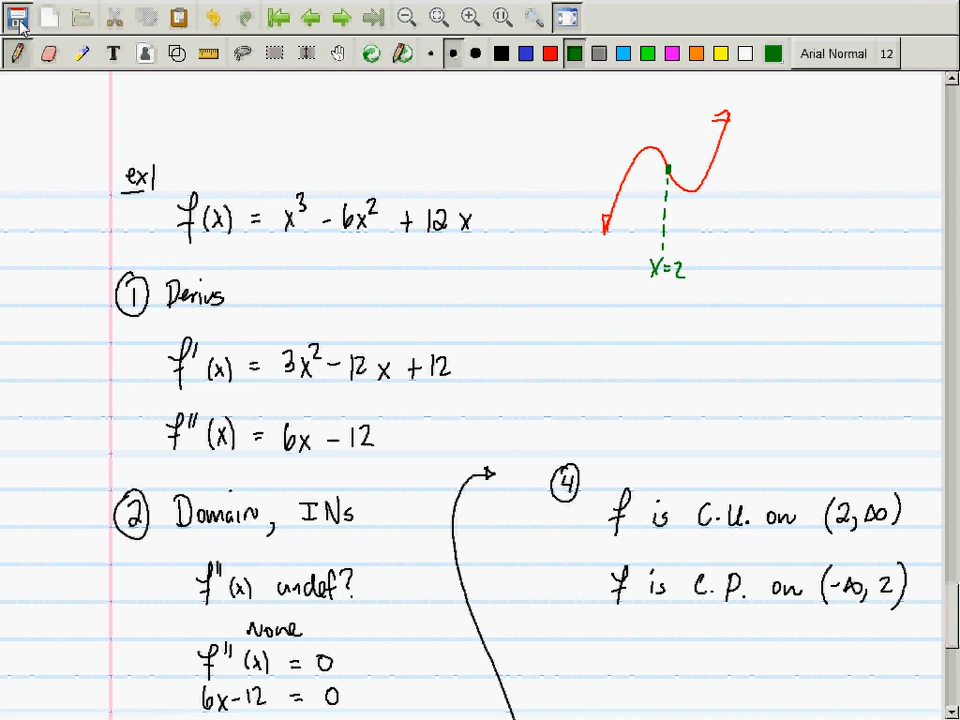 T
Arial Normal 12
ex1
f(x) = x³ - 6x² + 12x
x=2
① Derivs
f'(x) = 3x² - 12x + 12
f''(x) = 6x - 12
② Domain, INs
f''(x) undef?
None
f''(x) = 0
6x-12 = 0
④
f is C.U. on (2, ∞)
f is C.P. on (-∞, 2)